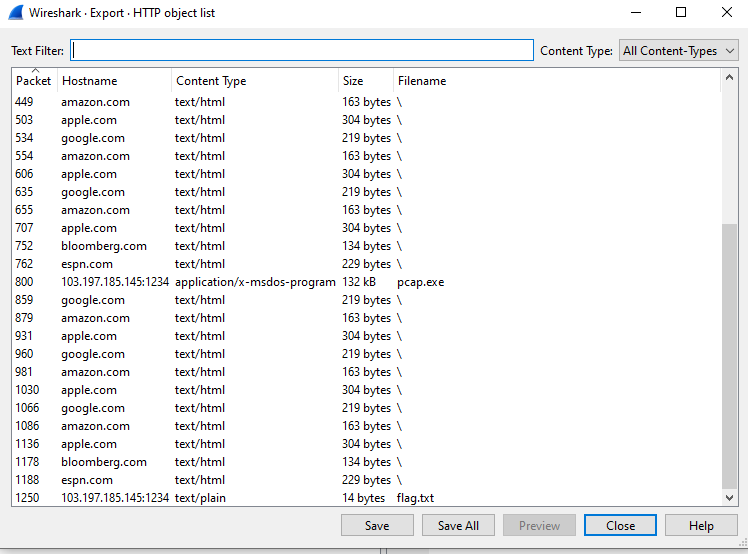 Wireshark · Export · HTTP object list
Text Filter: Content Type: All Content-Types
Packet Hostname Content Type Size Filename
449 amazon.com text/html 163 bytes \
503 apple.com text/html 304 bytes \
534 google.com text/html 219 bytes \
554 amazon.com text/html 163 bytes \
606 apple.com text/html 304 bytes \
635 google.com text/html 219 bytes \
655 amazon.com text/html 163 bytes \
707 apple.com text/html 304 bytes \
752 bloomberg.com text/html 134 bytes \
762 espn.com text/html 229 bytes \
800 103.197.185.145:1234 application/x-msdos-program 132 kB pcap.exe
859 google.com text/html 219 bytes \
879 amazon.com text/html 163 bytes \
931 apple.com text/html 304 bytes \
960 google.com text/html 219 bytes \
981 amazon.com text/html 163 bytes \
1030 apple.com text/html 304 bytes \
1066 google.com text/html 219 bytes \
1086 amazon.com text/html 163 bytes \
1136 apple.com text/html 304 bytes \
1178 bloomberg.com text/html 134 bytes \
1188 espn.com text/html 229 bytes \
1250 103.197.185.145:1234 text/plain 14 bytes flag.txt
Save Save All Preview Close Help